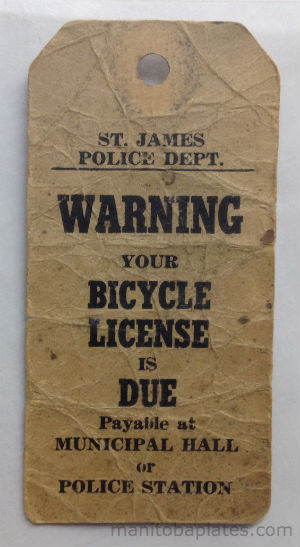 ST. JAMES
POLICE DEPT.
WARNING
YOUR
BICYCLE
LICENSE
IS
DUE
Payable at
MUNICIPAL HALL
or
POLICE STATION
manitobaplates.com